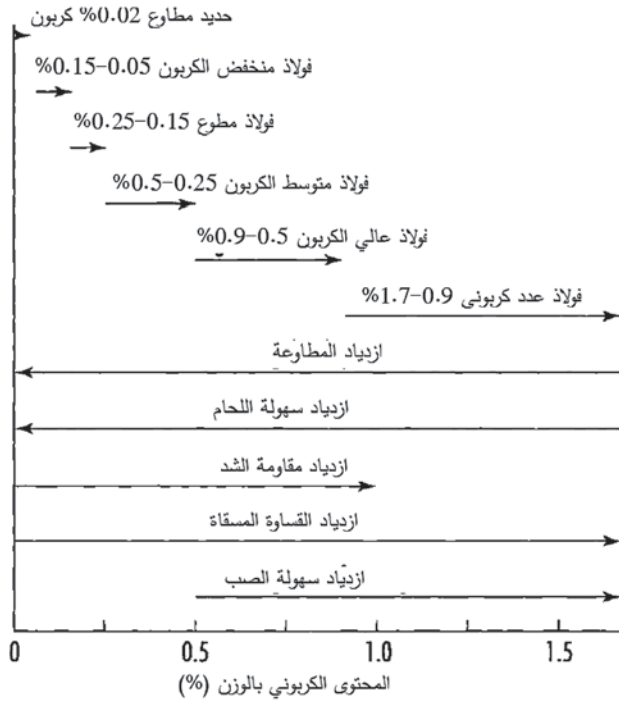 حديد مطاوع 0.02% كربون
فولاذ منخفض الكربون 0.05-0.15%
فولاذ مطوع 0.15-0.25%
فولاذ متوسط الكربون 0.25-0.5%
فولاذ عالي الكربون 0.5-0.9%
فولاذ عدد كربونى 0.9-1.7%
ازدياد المطاوعة
ازدياد سهولة اللحام
ازدياد مقاومة الشد
ازدياد القساوة المسقاة
ازدياد سهولة الصب
0 0.5 1.0 1.5
المحتوى الكربوني بالوزن (%)